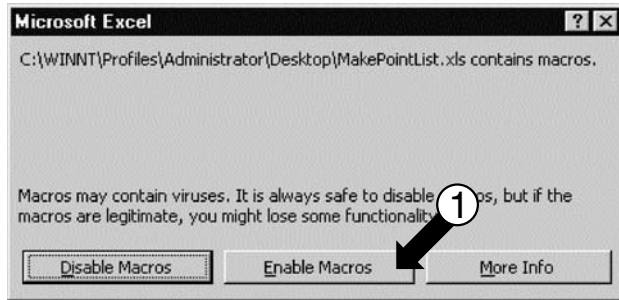 Microsoft Excel
C:\WINNT\Profiles\Administrator\Desktop\MakePointList.xls contains macros.
Macros may contain viruses. It is always safe to disable os, but if the
macros are legitimate, you might lose some functionality
1
Disable Macros
Enable Macros
More Info